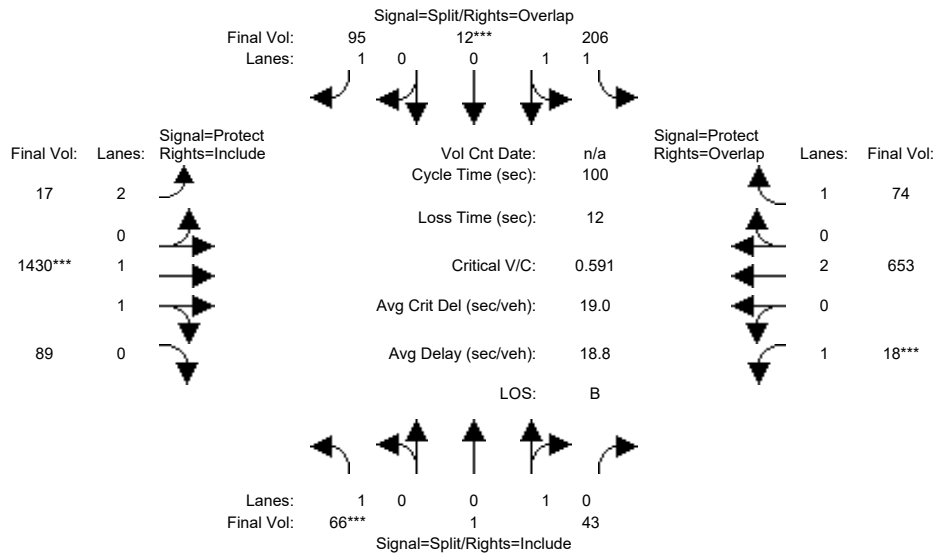 Signal=Split/Rights=Overlap
Final Vol: 95 12*** 206
Lanes: 1 0 0 1 1
Signal=Protect
Final Vol: Lanes: Rights=Include
Vol Cnt Date: n/a
Signal=Protect
Rights=Overlap Lanes: Final Vol:
Cycle Time (sec): 100
17 2
1 74
Loss Time (sec): 12
0
0
1430*** 1
Critical V/C: 0.591
2 653
1
Avg Crit Del (sec/veh): 19.0
0
89 0
Avg Delay (sec/veh): 18.8
1 18***
LOS: B
Lanes: 1 0 0 1 0
Final Vol: 66*** 1 43
Signal=Split/Rights=Include